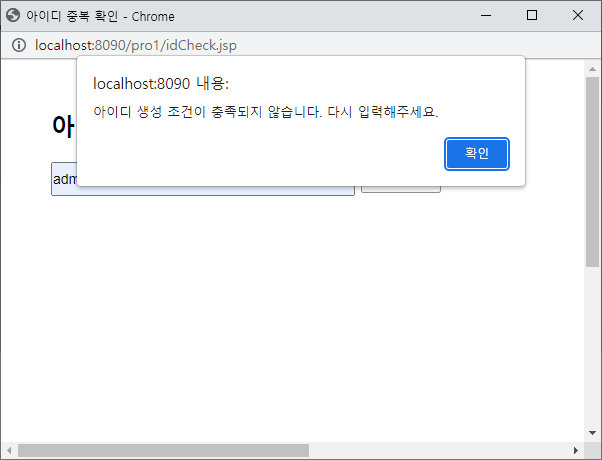 아이디 중복 확인 - Chrome
localhost:8090/pro1/idCheck.jsp
localhost:8090 내용:
아이디 생성 조건이 충족되지 않습니다. 다시 입력해주세요.
확인
아